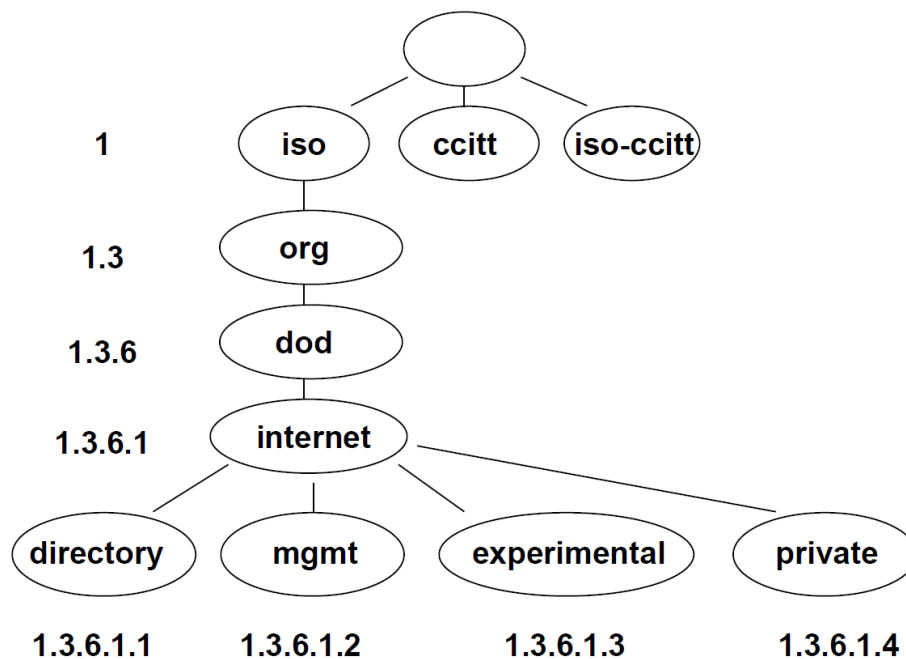 1 iso ccitt iso-ccitt
1.3 org
1.3.6 dod
1.3.6.1 internet
directory mgmt experimental private
1.3.6.1.1 1.3.6.1.2 1.3.6.1.3 1.3.6.1.4